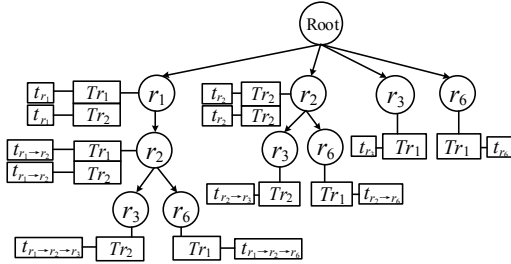 Root
t_{r_1} Tr_1 r_1 t_{r_2} Tr_2 r_2 r_3 r_6
t_{r_1} Tr_2 t_{r_2} Tr_2
t_{r_1→r_2} Tr_1 r_2 r_3 r_6 t_{r_3} Tr_1 Tr_1 t_{r_6}
t_{r_1→r_2} Tr_2
t_{r_2→r_3} Tr_2 Tr_1 t_{r_2→r_6}
r_3 r_6
t_{r_1→r_2→r_3} Tr_2 Tr_1 t_{r_1→r_2→r_6}